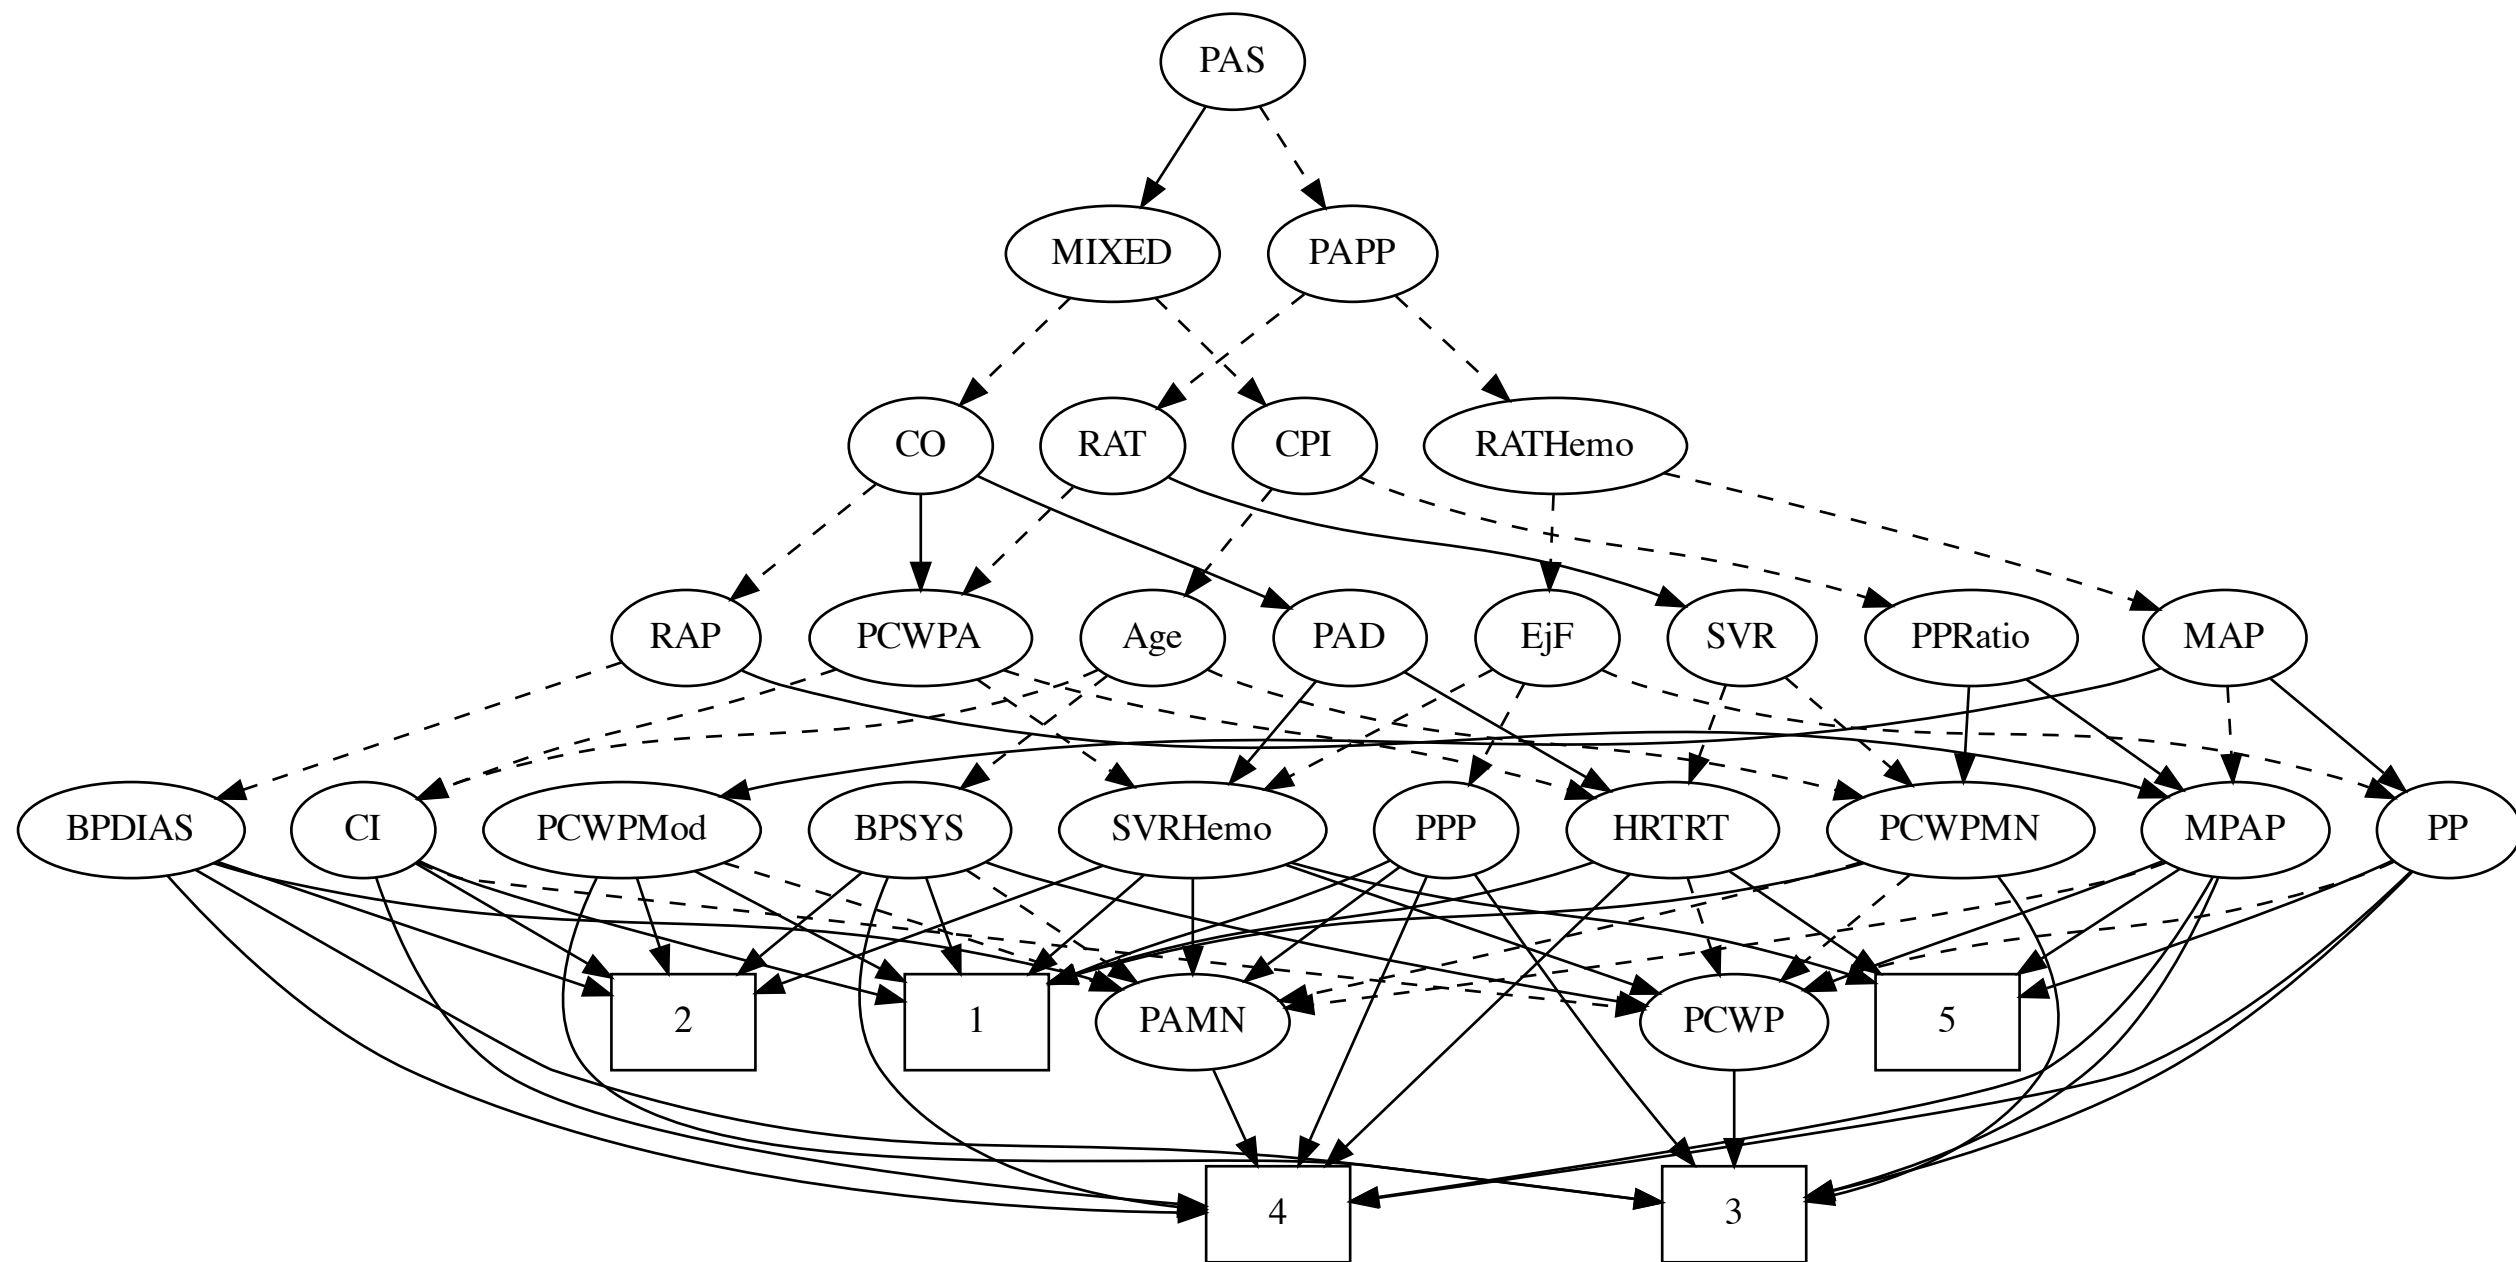 PAS
MIXED
PAPP
CO
RAT
CPI
RATHemo
RAP
PCWPA
Age
PAD
EjF
SVR
PPRatio
MAP
BPDIAS
CI
PCWPMod
BPSYS
SVRHemo
PPP
HRTRT
PCWPMN
MPAP
PP
2
1
PAMN
PCWP
5
4
3